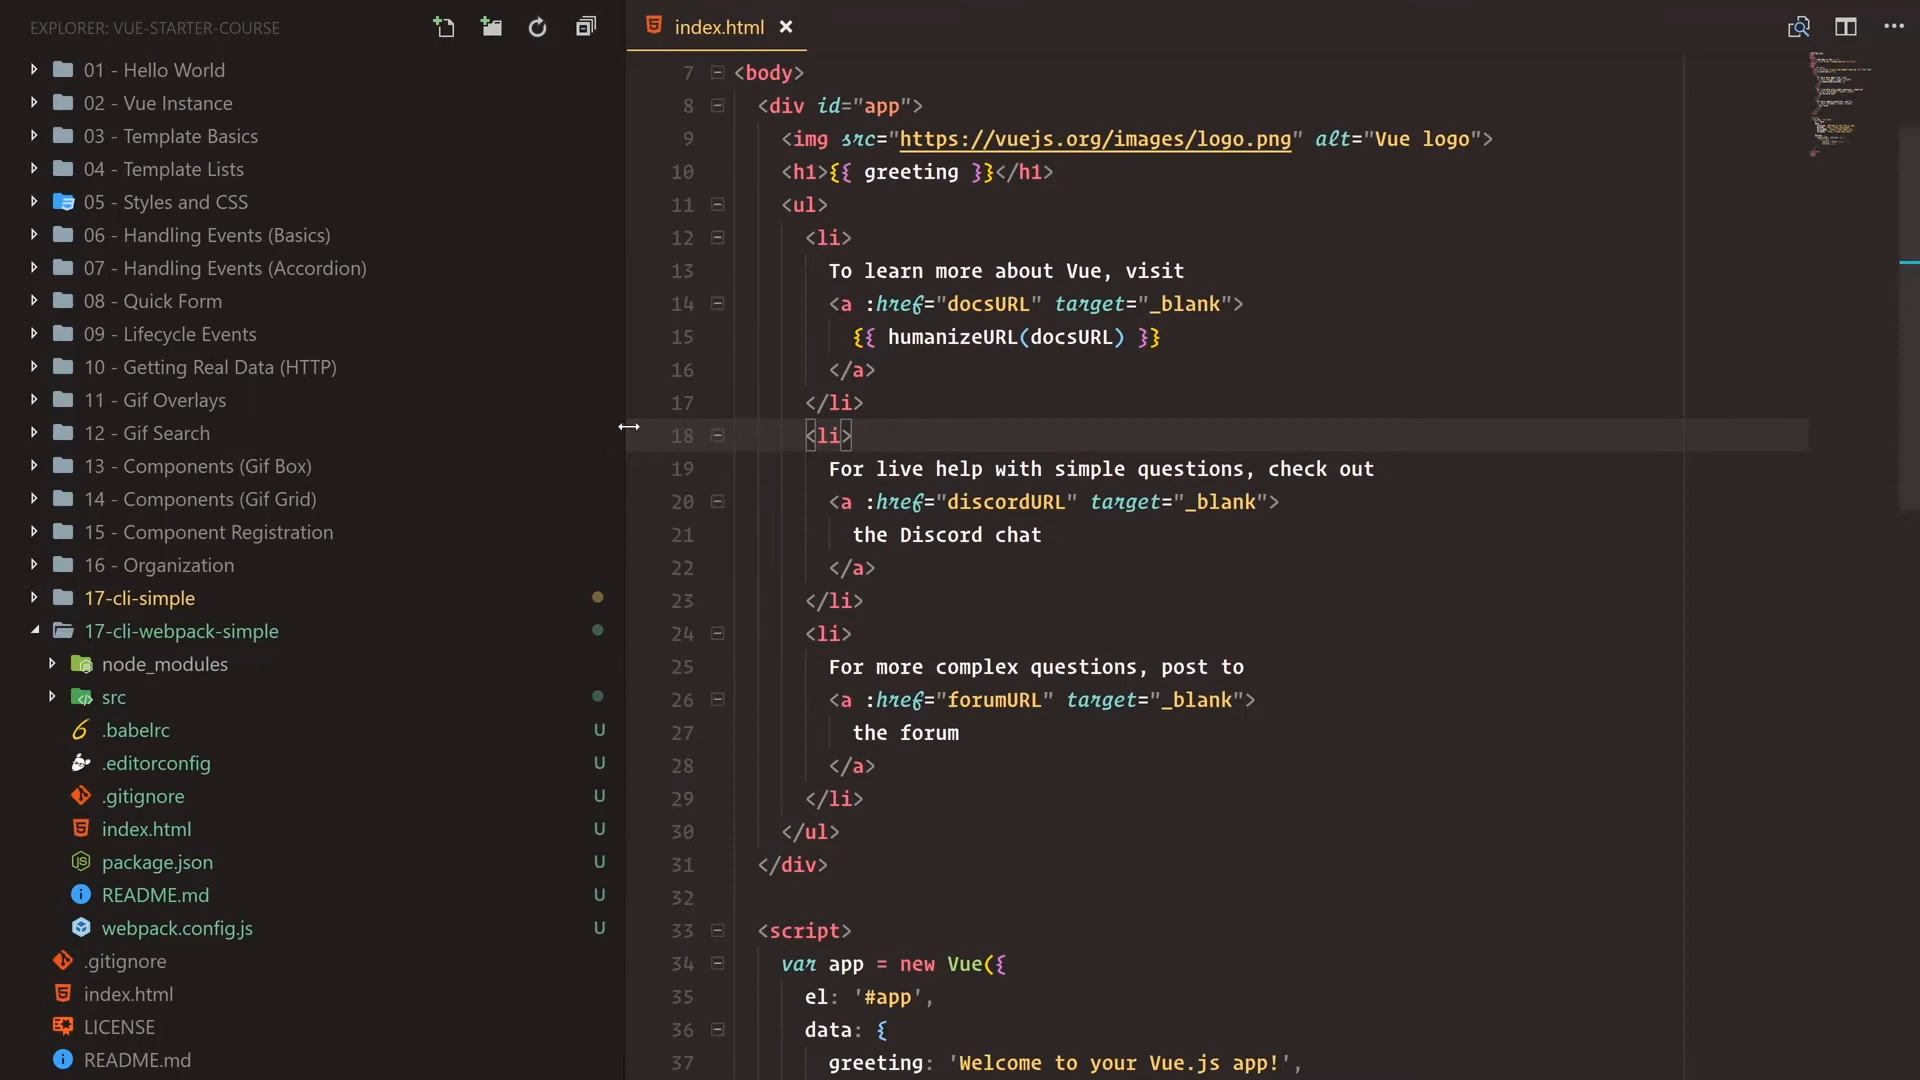 EXPLORER: VUE-STARTER-COURSE
01 - Hello World
02 - Vue Instance
03 - Template Basics
04 - Template Lists
05 - Styles and CSS
06 - Handling Events (Basics)
07 - Handling Events (Accordion)
08 - Quick Form
09 - Lifecycle Events
10 - Getting Real Data (HTTP)
11 - Gif Overlays
12 - Gif Search
13 - Components (Gif Box)
14 - Components (Gif Grid)
15 - Component Registration
16 - Organization
17-cli-simple
17-cli-webpack-simple
node_modules
src
.babelrc U
.editorconfig U
.gitignore U
index.html U
package.json U
README.md U
webpack.config.js U
.gitignore
index.html
LICENSE
README.md
index.html
7 <body>
8 <div id="app">
9 <img src="https://vuejs.org/images/logo.png" alt="Vue logo">
10 <h1>{{ greeting }}</h1>
11 <ul>
12 <li>
13 To learn more about Vue, visit
14 <a :href="docsURL" target="_blank">
15 {{ humanizeURL(docsURL) }}
16 </a>
17 </li>
18 <li>
19 For live help with simple questions, check out
20 <a :href="discordURL" target="_blank">
21 the Discord chat
22 </a>
23 </li>
24 <li>
25 For more complex questions, post to
26 <a :href="forumURL" target="_blank">
27 the forum
28 </a>
29 </li>
30 </ul>
31 </div>
32
33 <script>
34 var app = new Vue({
35 el: '#app',
36 data: {
37 greeting: 'Welcome to your Vue.js app!',